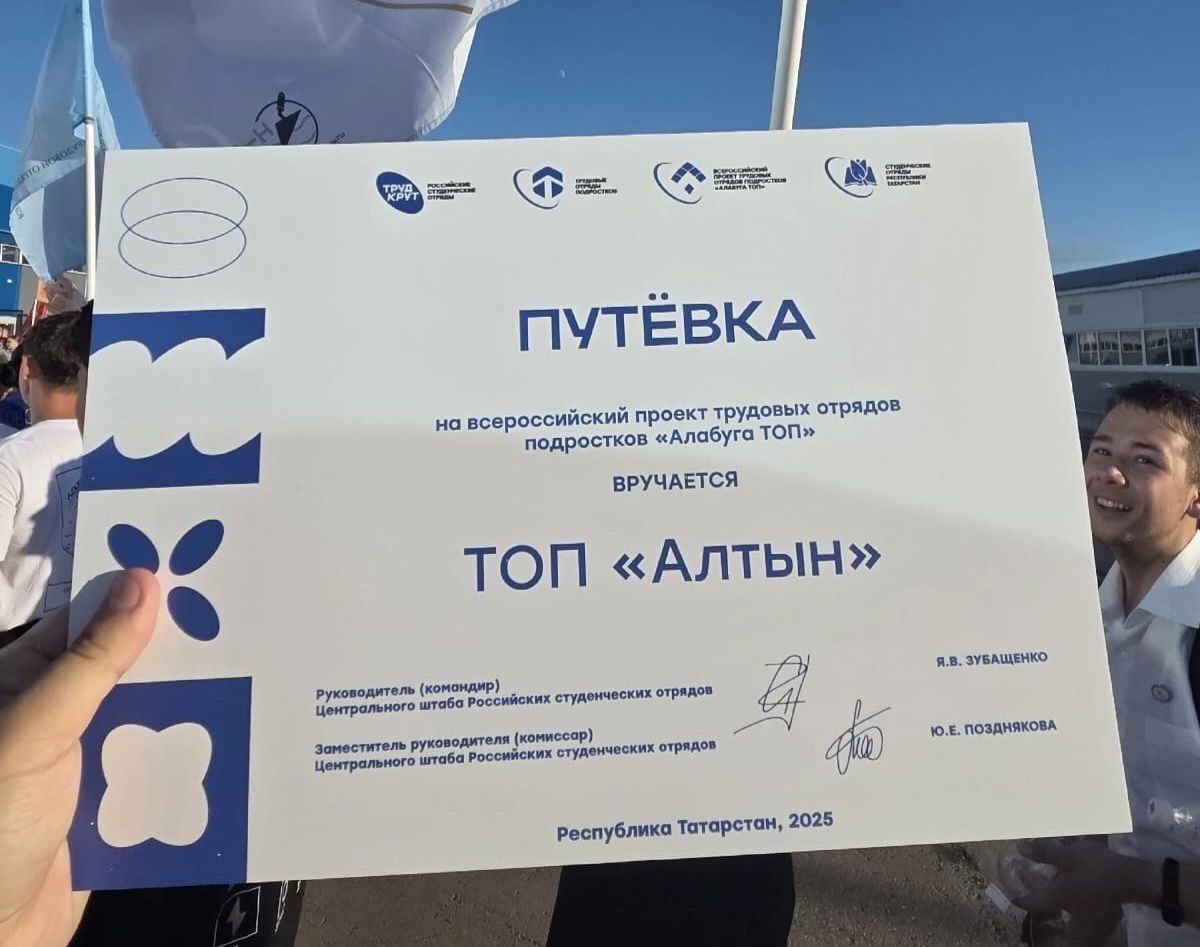 ТРУД
КРУТ
РОССИЙСКИЕ
СТУДЕНЧЕСКИЕ
ОТРЯДЫ
ТРУДОВЫЕ
ОТРЯДЫ
ПОДРОСТКОВ
ВСЕРОССИЙСКИЙ
ПРОЕКТ ТРУДОВЫХ
ОТРЯДОВ ПОДРОСТКОВ
«АЛАБУГА ТОП»
СТУДЕНЧЕСКИЕ
ОТРЯДЫ
РЕСПУБЛИКИ
ТАТАРСТАН
ПУТЁВКА
на всероссийский проект трудовых отрядов
подростков «Алабуга ТОП»
ВРУЧАЕТСЯ
ТОП «Алтын»
Руководитель (командир)
Центрального штаба Российских студенческих отрядов
Я.В. ЗУБАЩЕНКО
Заместитель руководителя (комиссар)
Центрального штаба Российских студенческих отрядов
Ю.Е. ПОЗДНЯКОВА
Республика Татарстан, 2025